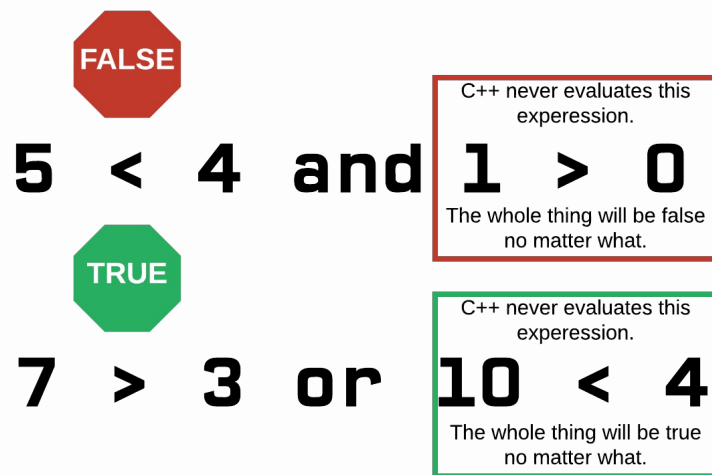 FALSE
C++ never evaluates this
experession.
5 < 4 and 1 > 0
The whole thing will be false
no matter what.
TRUE
C++ never evaluates this
experession.
7 > 3 or 10 < 4
The whole thing will be true
no matter what.